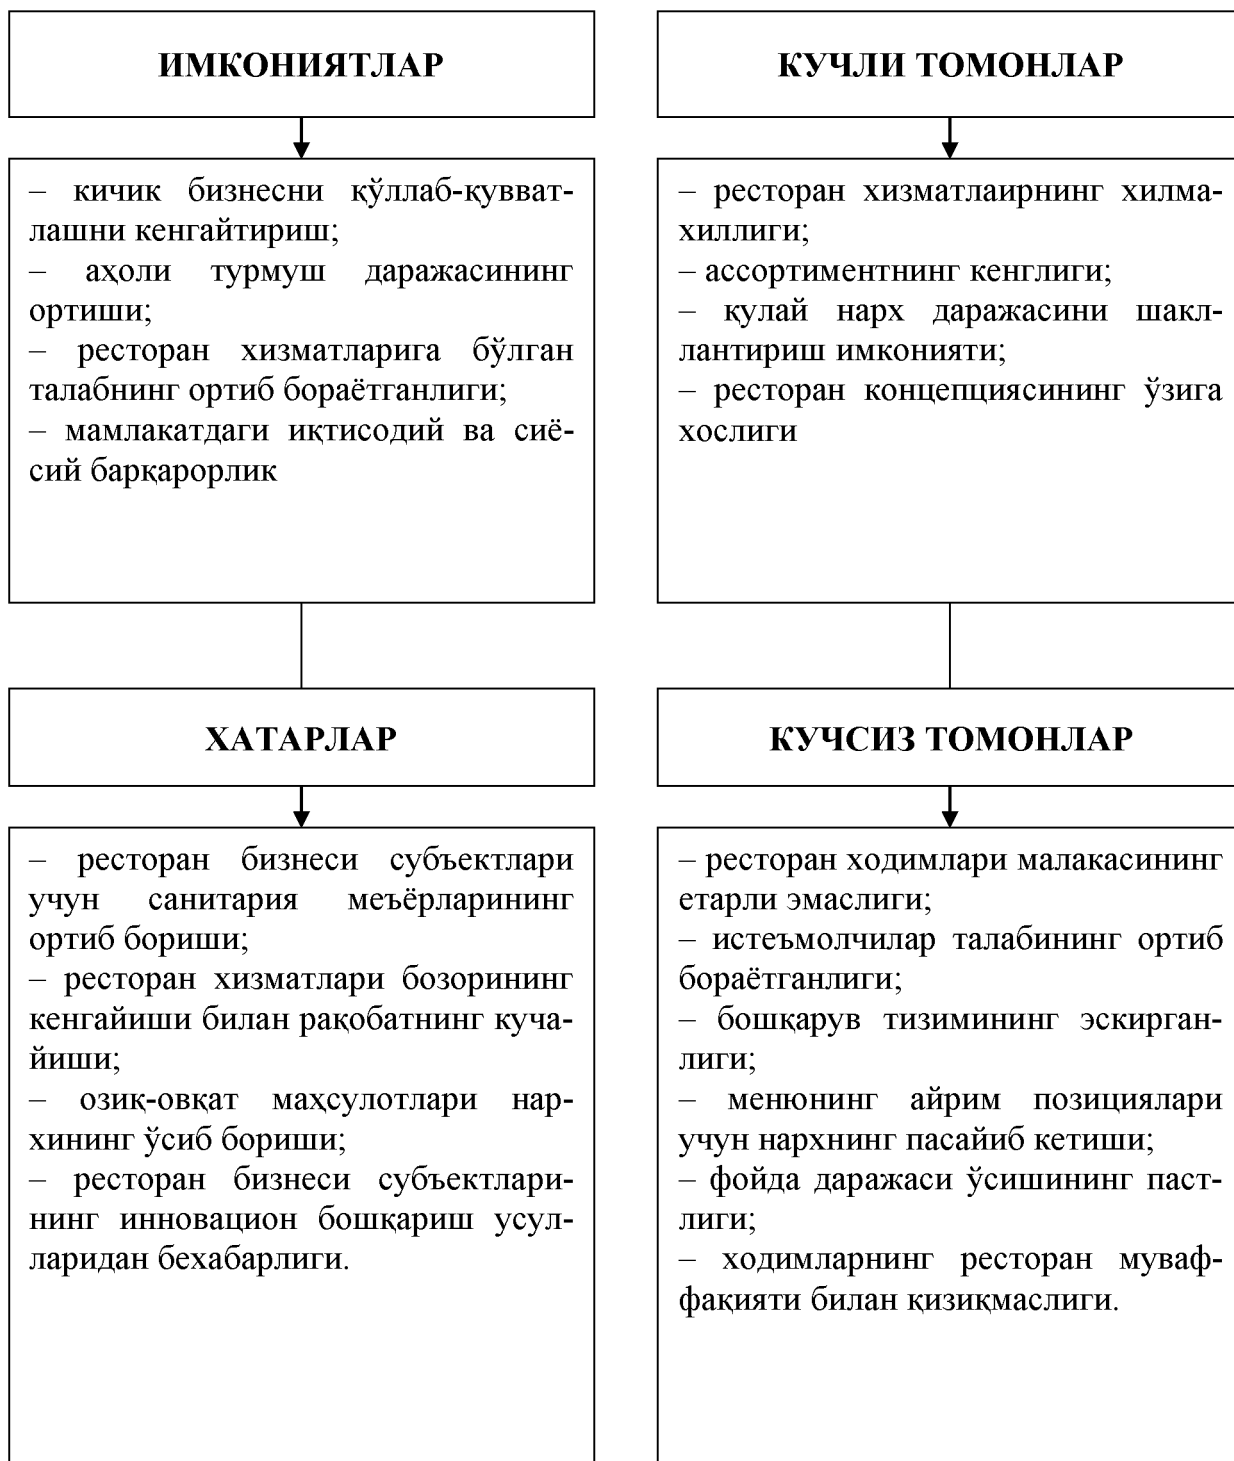 ИМКОНИЯТЛАР
– кичик бизнесни қўллаб-қувват-
лашни кенгайтириш;
– аҳоли турмуш даражасининг
ортиши;
– ресторан хизматларига бўлган
талабнинг ортиб бораётганлиги;
– мамлакатдаги иқтисодий ва сиё-
сий барқарорлик
КУЧЛИ ТОМОНЛАР
– ресторан хизматлаирнинг хилма-
хиллиги;
– ассортиментнинг кенглиги;
– қулай нарх даражасини шакл-
лантириш имконияти;
– ресторан концепциясининг ўзига
хослиги
ХАТАРЛАР
– ресторан бизнеси субъектлари
учун санитария меъёрларининг
ортиб бориши;
– ресторан хизматлари бозорининг
кенгайиши билан рақобатнинг куча-
йиши;
– озиқ-овқат маҳсулотлари нар-
хининг ўсиб бориши;
– ресторан бизнеси субъектлари-
нинг инновацион бошқариш усул-
ларидан бехабарлиги.
КУЧСИЗ ТОМОНЛАР
– ресторан ходимлари малакасининг
етарли эмаслиги;
– истеъмолчилар талабининг ортиб
бораётганлиги;
– бошқарув тизимининг эскирган-
лиги;
– менюнинг айрим позициялари
учун нархнинг пасайиб кетиши;
– фойда даражаси ўсишининг паст-
лиги;
– ходимларнинг ресторан муваф-
фақияти билан қизиқмаслиги.